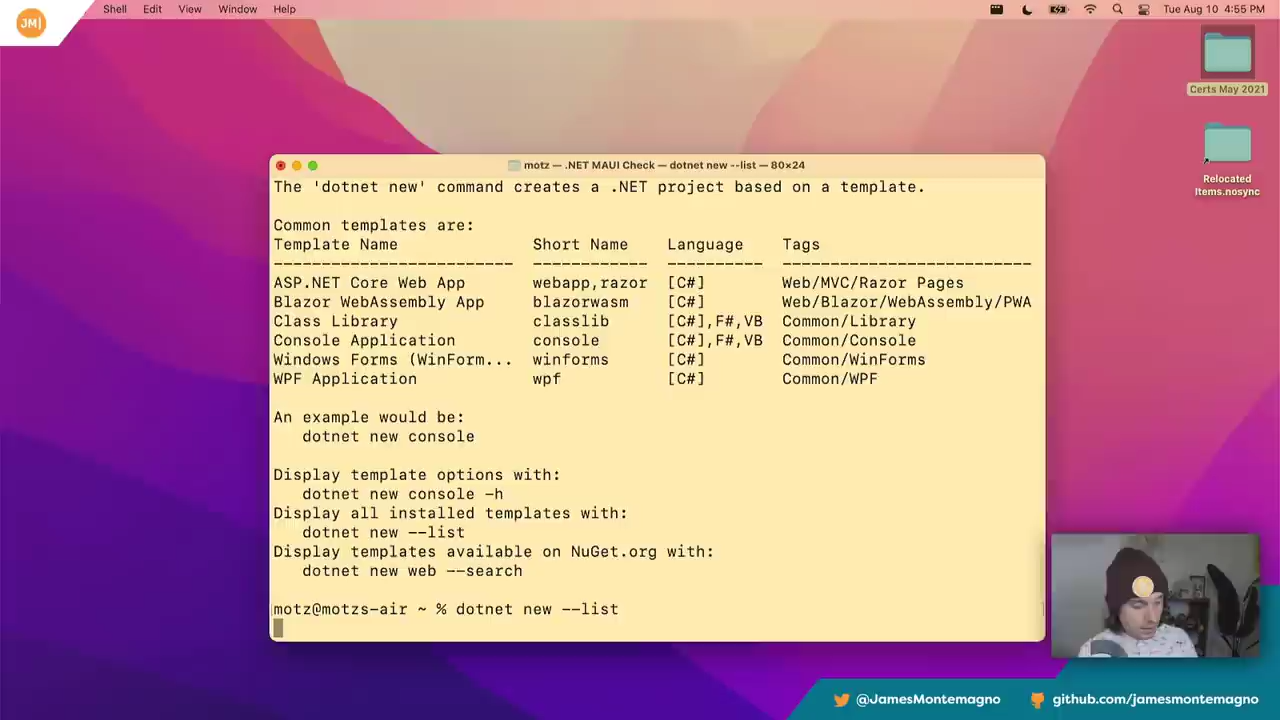 JM|
Shell Edit View Window Help
Tue Aug 10 4:55 PM
Certs May 2021
Relocated
Items.nosync
motz — .NET MAUI Check — dotnet new --list — 80×24
The 'dotnet new' command creates a .NET project based on a template.
Common templates are:
Template Name Short Name Language Tags
------------------------ ------------ ---------- --------------------------
ASP.NET Core Web App webapp,razor [C#] Web/MVC/Razor Pages
Blazor WebAssembly App blazorwasm [C#] Web/Blazor/WebAssembly/PWA
Class Library classlib [C#],F#,VB Common/Library
Console Application console [C#],F#,VB Common/Console
Windows Forms (WinForm... winforms [C#] Common/WinForms
WPF Application wpf [C#] Common/WPF
An example would be:
dotnet new console
Display template options with:
dotnet new console -h
Display all installed templates with:
dotnet new --list
Display templates available on NuGet.org with:
dotnet new web --search
motz@motzs-air ~ % dotnet new --list
@JamesMontemagno github.com/jamesmontemagno